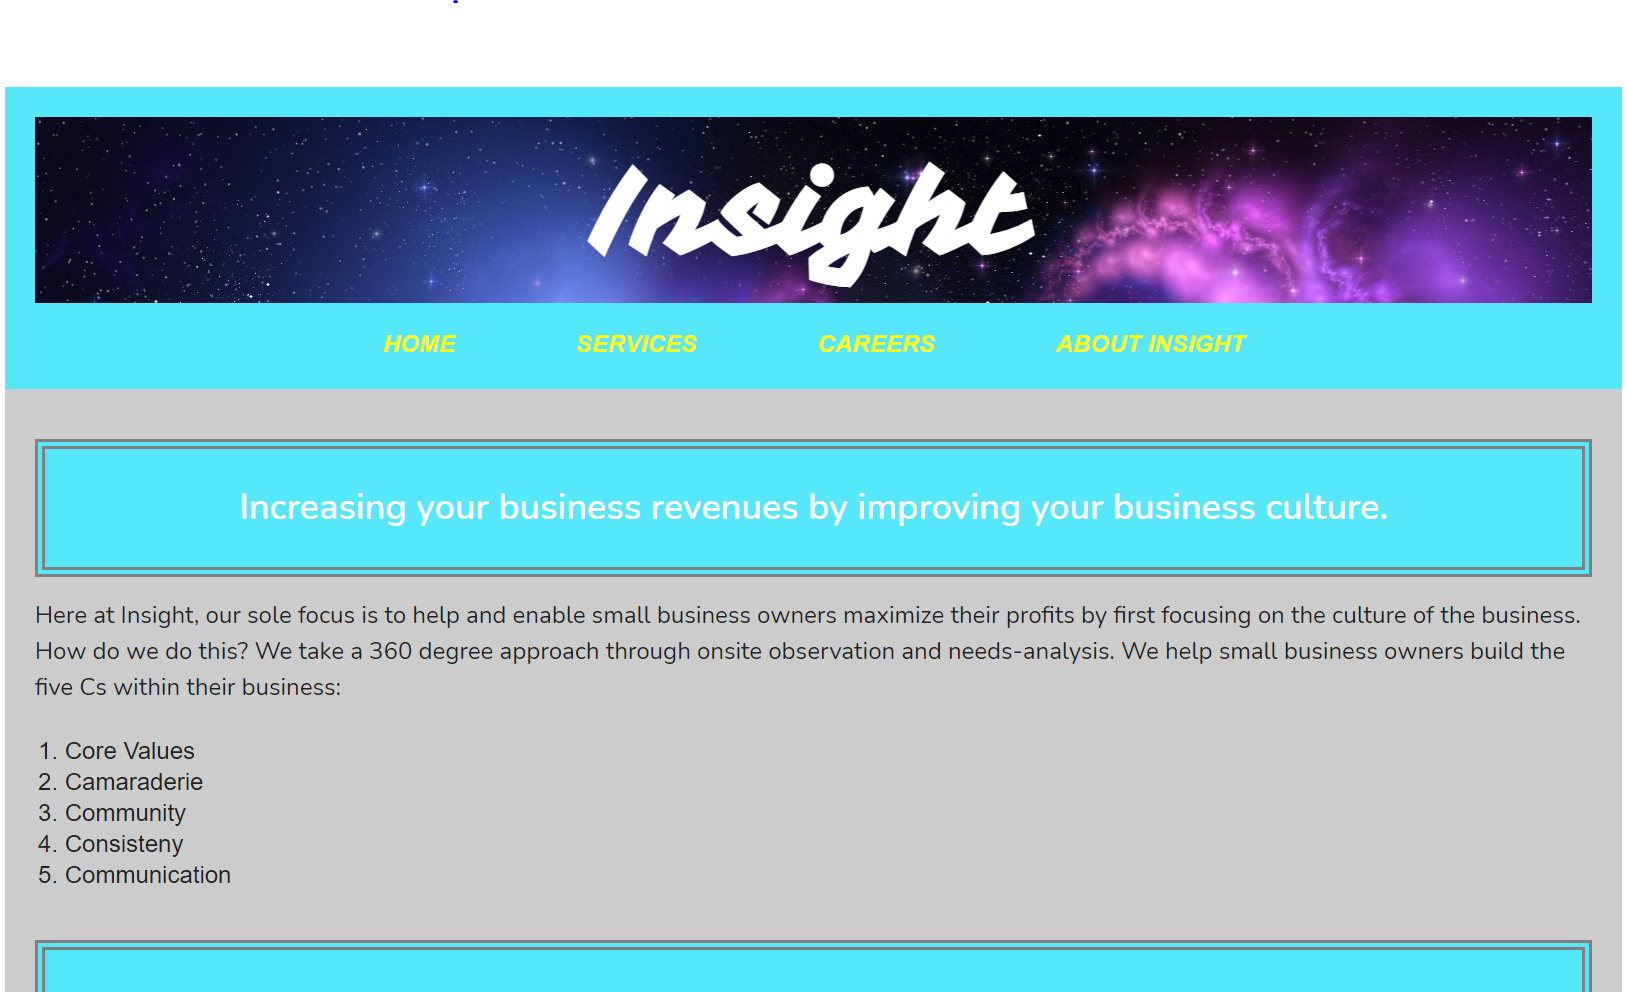 Insight
HOME SERVICES CAREERS ABOUT INSIGHT
Increasing your business revenues by improving your business culture.
Here at Insight, our sole focus is to help and enable small business owners maximize their profits by first focusing on the culture of the business.
How do we do this? We take a 360 degree approach through onsite observation and needs-analysis. We help small business owners build the
five Cs within their business:
1. Core Values
2. Camaraderie
3. Community
4. Consisteny
5. Communication